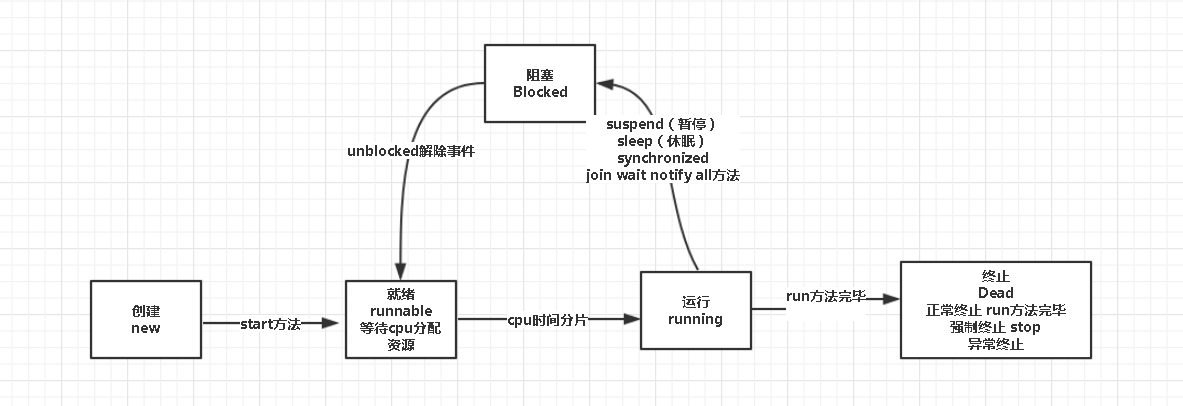 阻塞
Blocked
suspend（暂停）
sleep（休眠）
synchronized
join wait notify all方法
unblocked解除事件
创建
new
start方法
就绪
runnable
等待cpu分配
资源
cpu时间分片
运行
running
run方法完毕
终止
Dead
正常终止 run方法完毕
强制终止 stop
异常终止